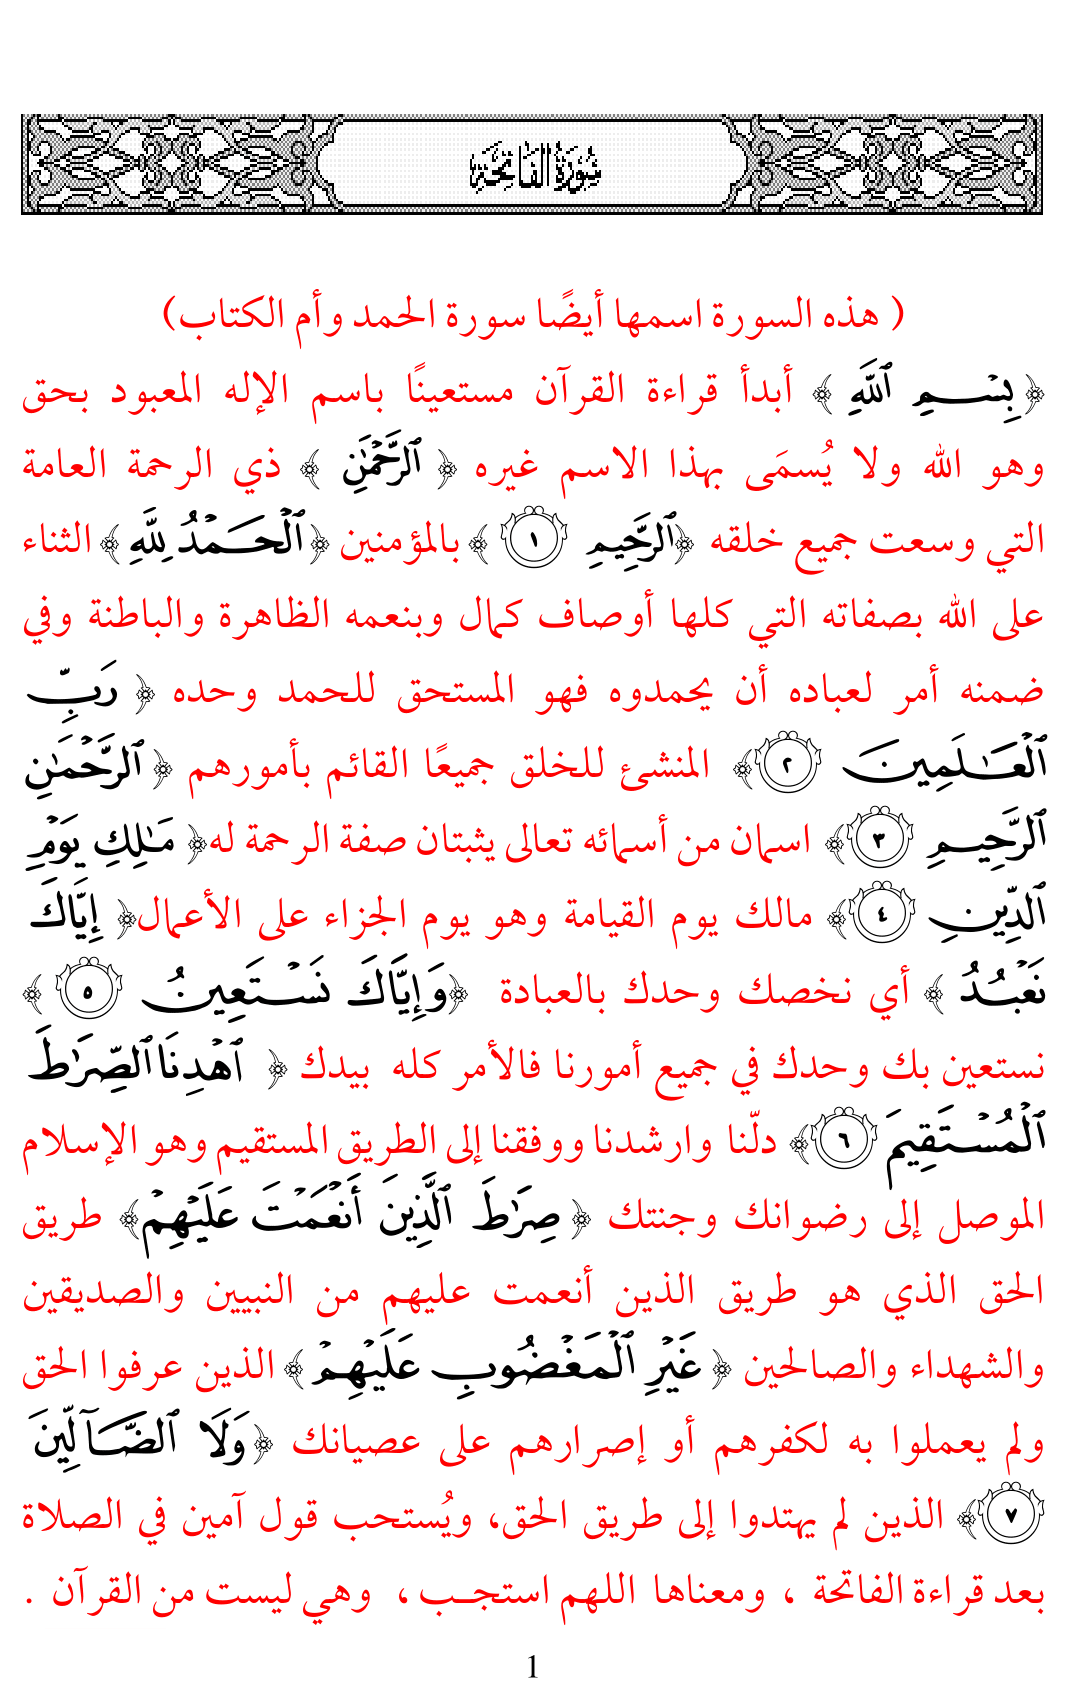 سُورَةُ الفَاتِحَة
( هذه السورة اسمها أيضًا سورة الحمد وأم الكتاب)
﴿بِسۡمِ ٱللَّهِ ﴾ أبدأ قراءة القرآن مستعينًا باسم الإله المعبود بحق
وهو الله ولا يُسمَى بهذا الاسم غيره ﴿ ٱلرَّحۡمَٰنِ ﴾ ذي الرحمة العامة
التي وسعت جميع خلقه ﴿ٱلرَّحِيمِ ١﴾ بالمؤمنين ﴿ٱلۡحَمۡدُ لِلَّهِ﴾ الثناء
على الله بصفاته التي كلها أوصاف كمال وبنعمه الظاهرة والباطنة وفي
ضمنه أمر لعباده أن يحمدوه فهو المستحق للحمد وحده ﴿ رَبِّ
ٱلۡعَٰلَمِينَ ٢﴾ المنشئ للخلق جميعًا القائم بأمورهم ﴿ ٱلرَّحۡمَٰنِ
ٱلرَّحِيمِ ٣﴾ اسمان من أسمائه تعالى يثبتان صفة الرحمة له﴿ مَٰلِكِ يَوۡمِ
ٱلدِّينِ ٤﴾ مالك يوم القيامة وهو يوم الجزاء على الأعمال﴿ إِيَّاكَ
نَعۡبُدُ ﴾ أي نخصك وحدك بالعبادة ﴿وَإِيَّاكَ نَسۡتَعِينُ ٥ ﴾
نستعين بك وحدك في جميع أمورنا فالأمر كله بيدك ﴿ ٱهۡدِنَا ٱلصِّرَٰطَ
ٱلۡمُسۡتَقِيمَ ٦﴾ دلّنا وارشدنا ووفقنا إلى الطريق المستقيم وهو الإسلام
الموصل إلى رضوانك وجنتك ﴿ صِرَٰطَ ٱلَّذِينَ أَنۡعَمۡتَ عَلَيۡهِمۡ﴾ طريق
الحق الذي هو طريق الذين أنعمت عليهم من النبيين والصديقين
والشهداء والصالحين ﴿ غَيۡرِ ٱلۡمَغۡضُوبِ عَلَيۡهِمۡ ﴾ الذين عرفوا الحق
ولم يعملوا به لكفرهم أو إصرارهم على عصيانك ﴿وَلَا ٱلضَّآلِّينَ
٧﴾ الذين لم يهتدوا إلى طريق الحق، ويُستحب قول آمين في الصلاة
بعد قراءة الفاتحة ، ومعناها اللهم استجـب ، وهي ليست من القرآن .
1